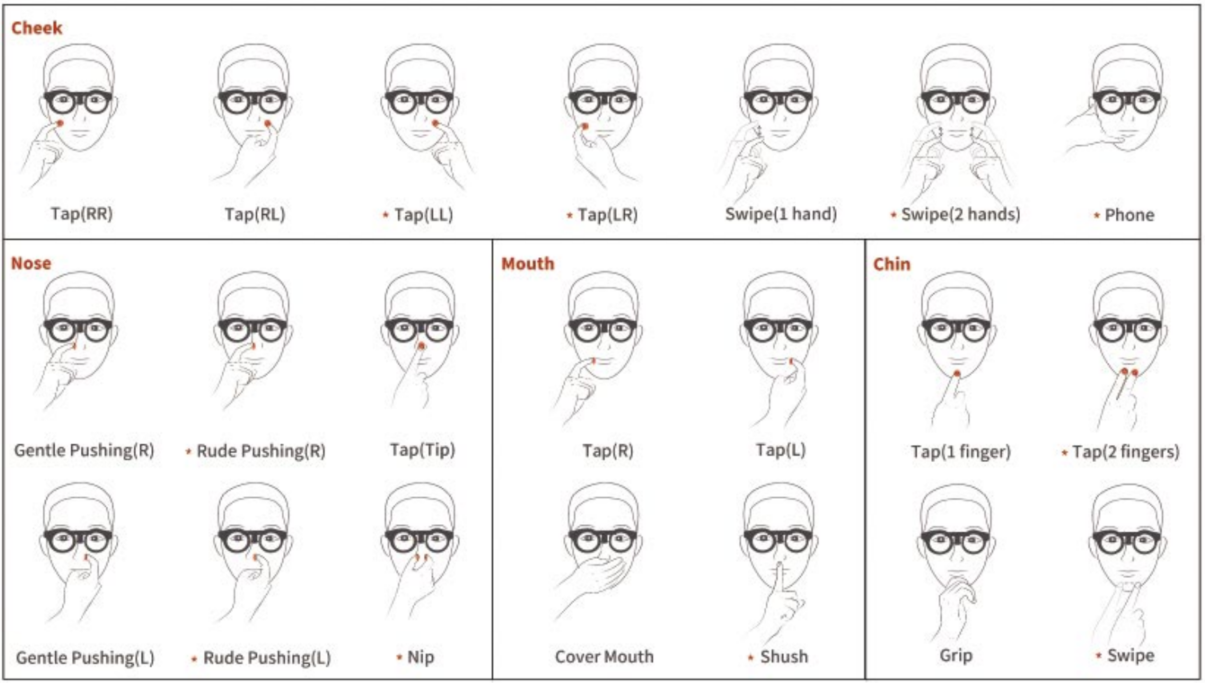 Cheek
Tap(RR)
Tap(RL)
* Tap(LL)
* Tap(LR)
Swipe(1 hand)
* Swipe(2 hands)
* Phone
Nose
Gentle Pushing(R)
* Rude Pushing(R)
Tap(Tip)
Gentle Pushing(L)
* Rude Pushing(L)
* Nip
Mouth
Tap(R)
Tap(L)
Cover Mouth
* Shush
Chin
Tap(1 finger)
* Tap(2 fingers)
Grip
* Swipe